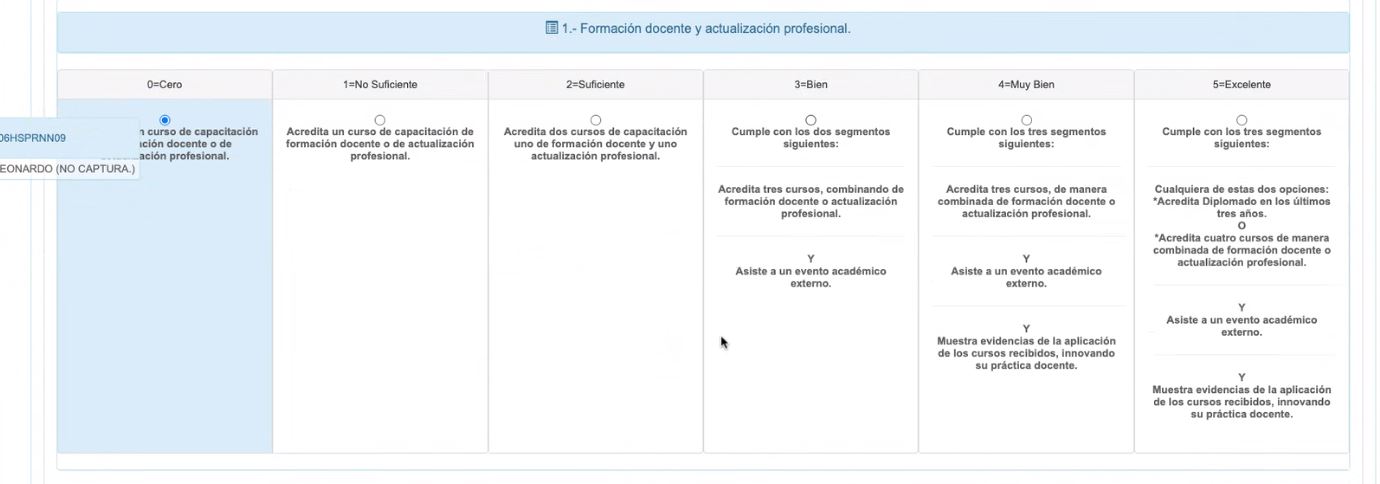 1.- Formación docente y actualización profesional.
0=Cero
1=No Suficiente
2=Suficiente
3=Bien
4=Muy Bien
5=Excelente
06HSPRNN09
EONARDO (NO CAPTURA.)
curso de capacitación
docente o de
profesional.
Acredita un curso de capacitación de
formación docente o de actualización
profesional.
Acredita dos cursos de capacitación
uno de formación docente y uno
actualización profesional.
Cumple con los dos segmentos
siguientes:
Acredita tres cursos, combinando de
formación docente o actualización
profesional.
Y
Asiste a un evento académico
externo.
Cumple con los tres segmentos
siguientes:
Acredita tres cursos, de manera
combinada de formación docente o
actualización profesional.
Y
Asiste a un evento académico
externo.
Y
Muestra evidencias de la aplicación
de los cursos recibidos, innovando
su práctica docente.
Cumple con los tres segmentos
siguientes:
Cualquiera de estas dos opciones:
*Acredita Diplomado en los últimos
tres años.
O
*Acredita cuatro cursos de manera
combinada de formación docente o
actualización profesional.
Y
Asiste a un evento académico
externo.
Y
Muestra evidencias de la aplicación
de los cursos recibidos, innovando
su práctica docente.